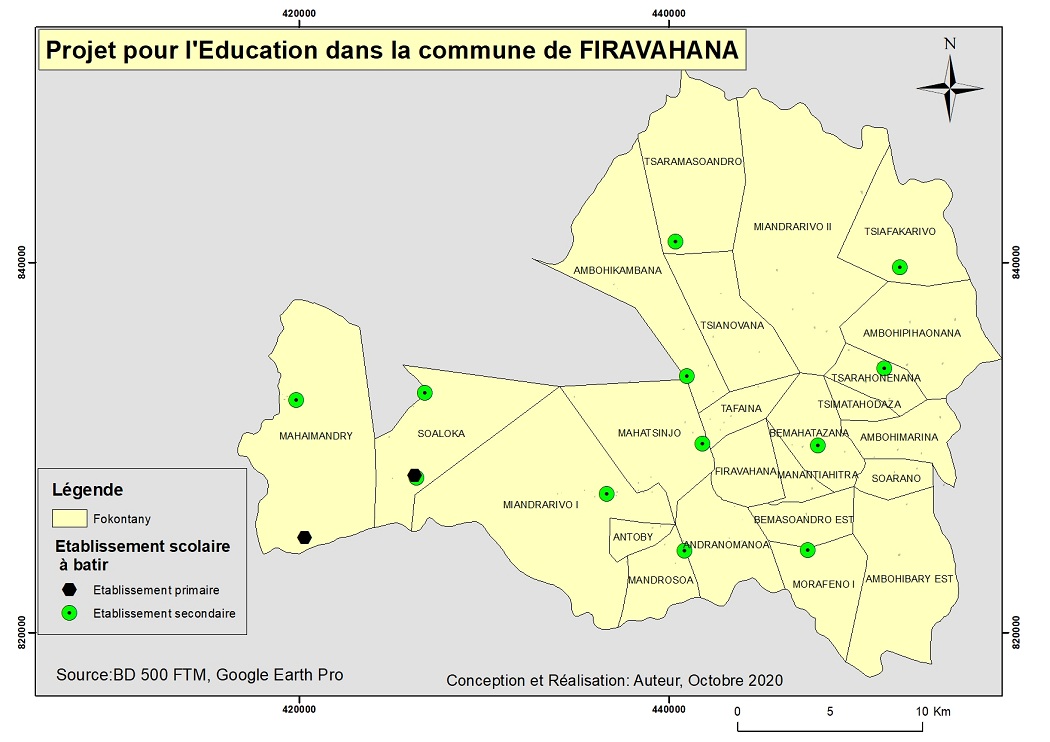 420000
440000
Projet pour l'Education dans la commune de FIRAVAHANA
N
TSARAMASOANDRO
MIANDRARIVO II
TSIAFAKARIVO
840000
840000
AMBOHIKAMBANA
TSIANOVANA
AMBOHIPIHAONANA
TSARAHONENANA
TSIMATAHODAZA
TAFAINA
MAHAIMANDRY
SOALOKA
MAHATSINJO
BEMAHATAZANA
AMBOHIMARINA
FIRAVAHANA
MANANTIAHITRA
SOARANO
MIANDRARIVO I
BEMASOANDRO EST
ANTOBY
ANDRANOMANOA
MANDROSOA
MORAFENO I
AMBOHIBARY EST
Légende
Fokontany
Etablissement scolaire
à batir
Etablissement primaire
Etablissement secondaire
820000
820000
Source:BD 500 FTM, Google Earth Pro
Conception et Réalisation: Auteur, Octobre 2020
420000
440000
0 5 10 Km